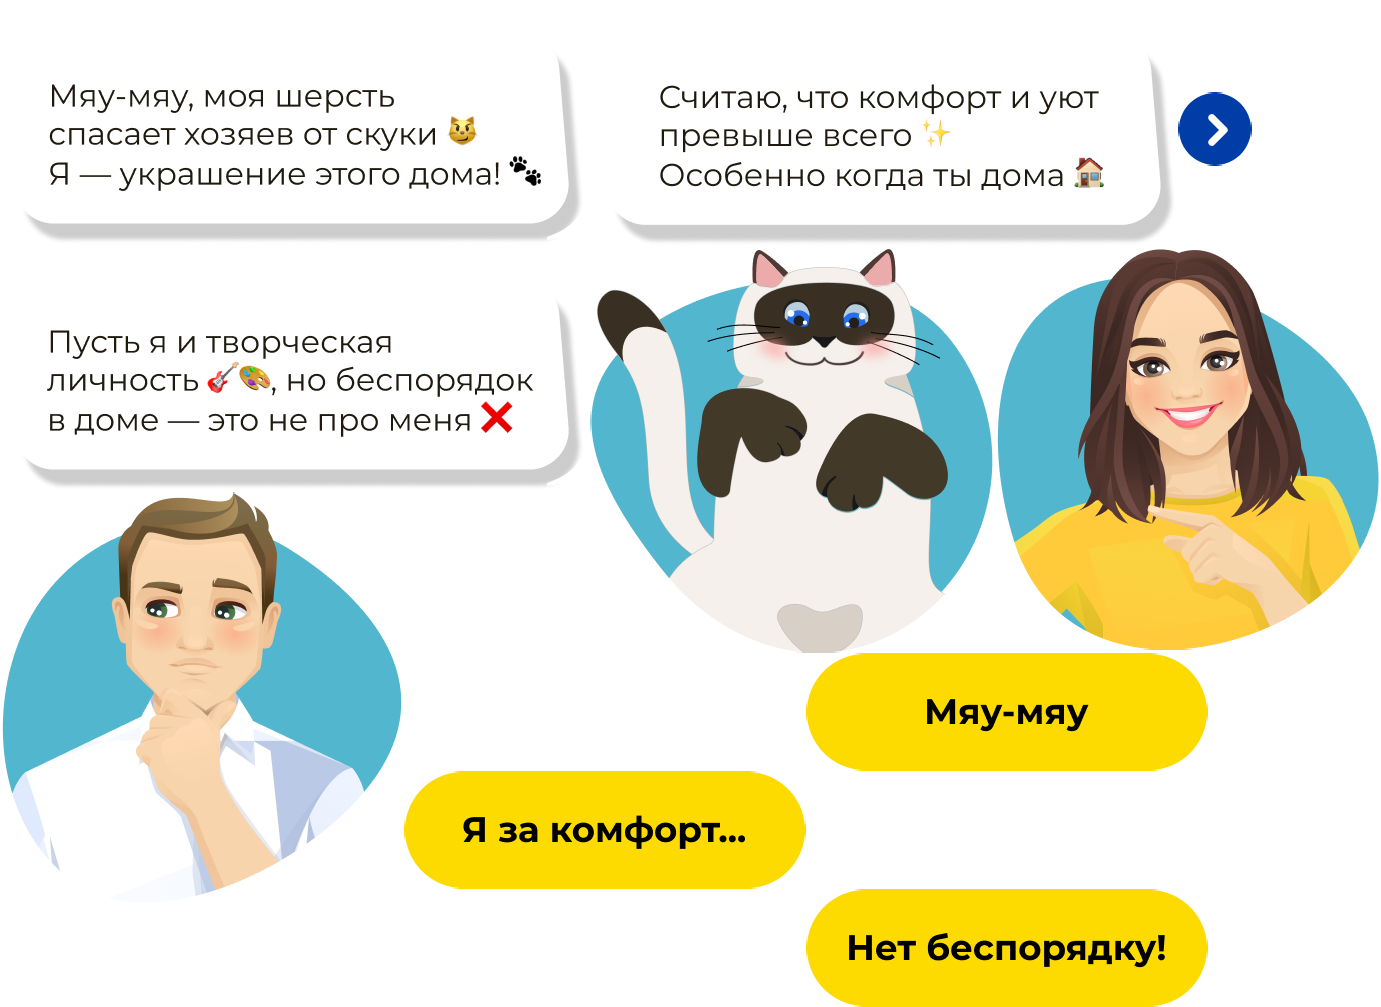 Мяу-мяу, моя шерсть
спасает хозяев от скуки 😼
Я — украшение этого дома! 🐾
Считаю, что комфорт и уют
превыше всего ✨
Особенно когда ты дома 🏠
Пусть я и творческая
личность 🎸🎨, но беспорядок
в доме — это не про меня ❌
Мяу-мяу
Я за комфорт...
Нет беспорядку!